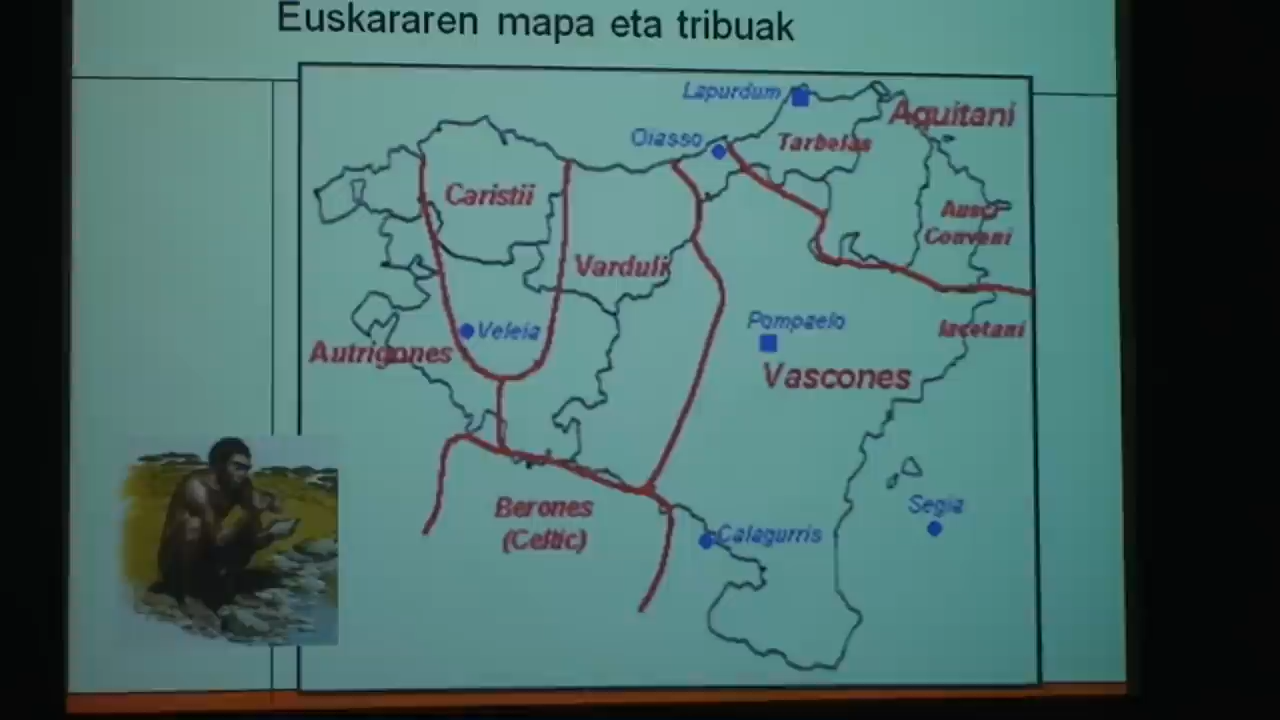 Euskararen mapa eta tribuak
Lapurdum
Aquitani
Oiasso
Tarbelas
Caristii
Ausci
Conveni
Varduli
Pompaelo
Iacetani
Veleia
Autrigones
Vascones
Berones
(Celtic)
Segia
Calagurris